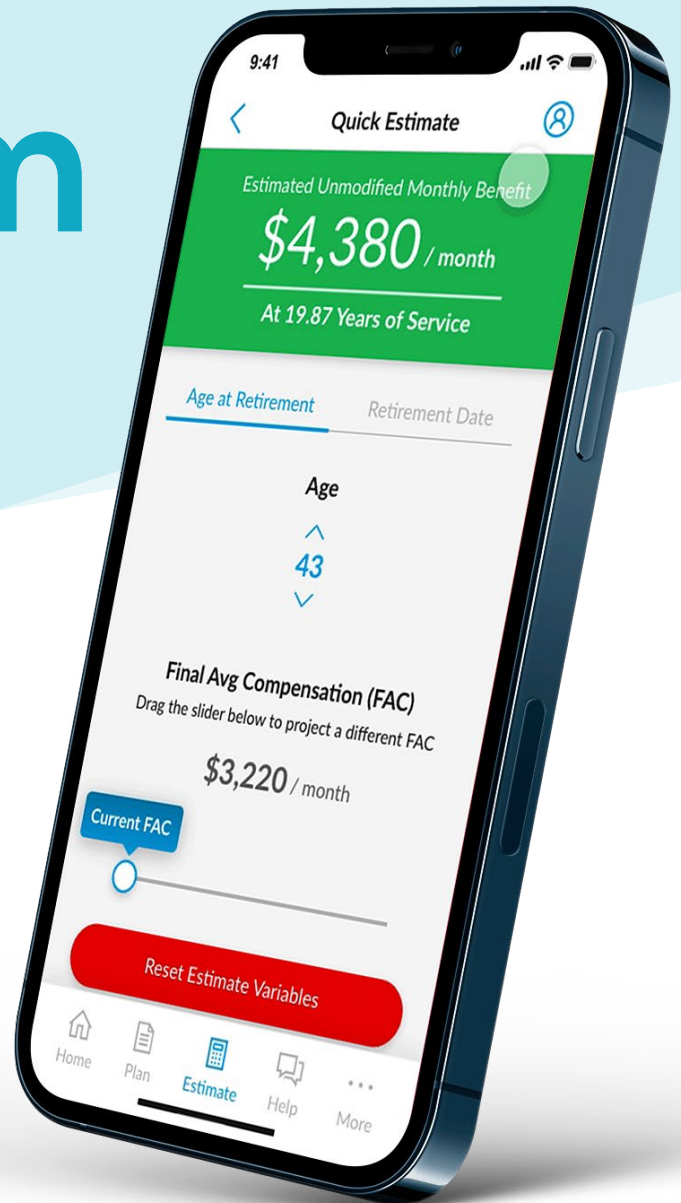 m
9:41
Quick Estimate
Estimated Unmodified Monthly Benefit
$4,380 / month
At 19.87 Years of Service
Age at Retirement
Retirement Date
Age
43
Final Avg Compensation (FAC)
Drag the slider below to project a different FAC
$3,220 / month
Current FAC
Reset Estimate Variables
Home
Plan
Estimate
Help
More